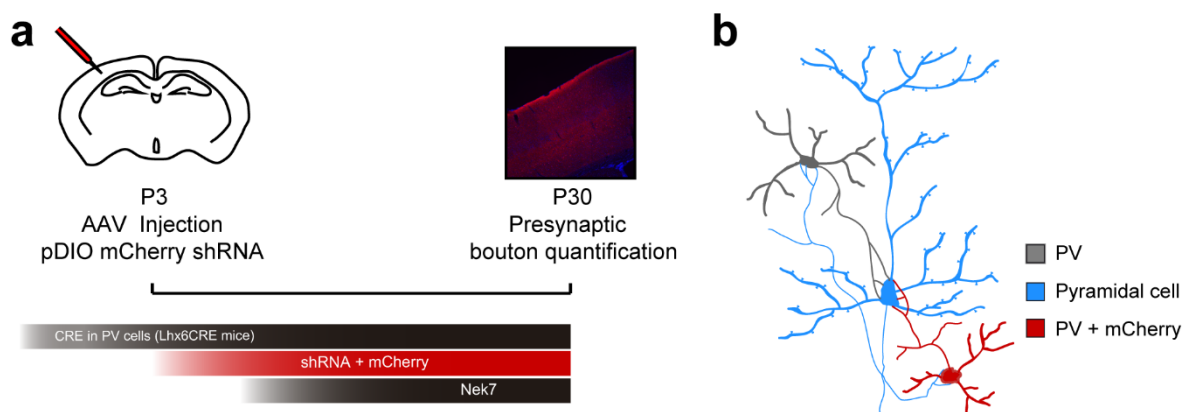 a
P3
AAV Injection
pDIO mCherry shRNA
P30
Presynaptic
bouton quantification
CRE in PV cells (Lhx6CRE mice)
shRNA + mCherry
Nek7
b
PV
Pyramidal cell
PV + mCherry